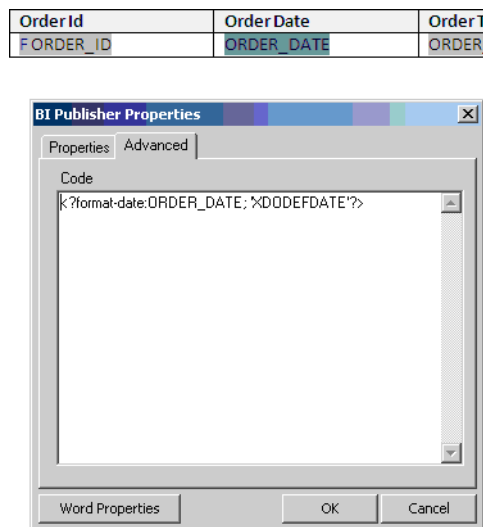 Order Id Order Date Order T
F ORDER_ID ORDER_DATE ORDER
BI Publisher Properties
Properties Advanced
Code
<?format-date:ORDER_DATE; 'XDODEFDATE'?>
Word Properties OK Cancel